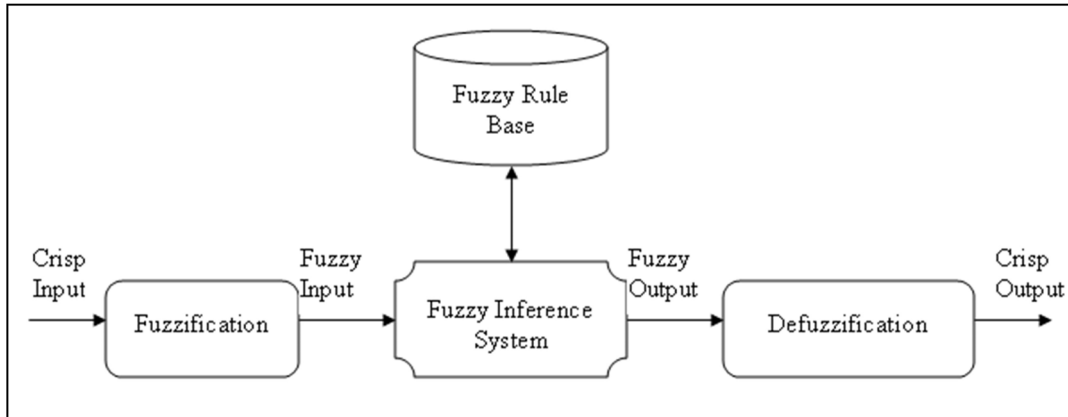 Fuzzy Rule
Base
Crisp
Input
Fuzzification
Fuzzy
Input
Fuzzy Inference
System
Fuzzy
Output
Defuzzification
Crisp
Output